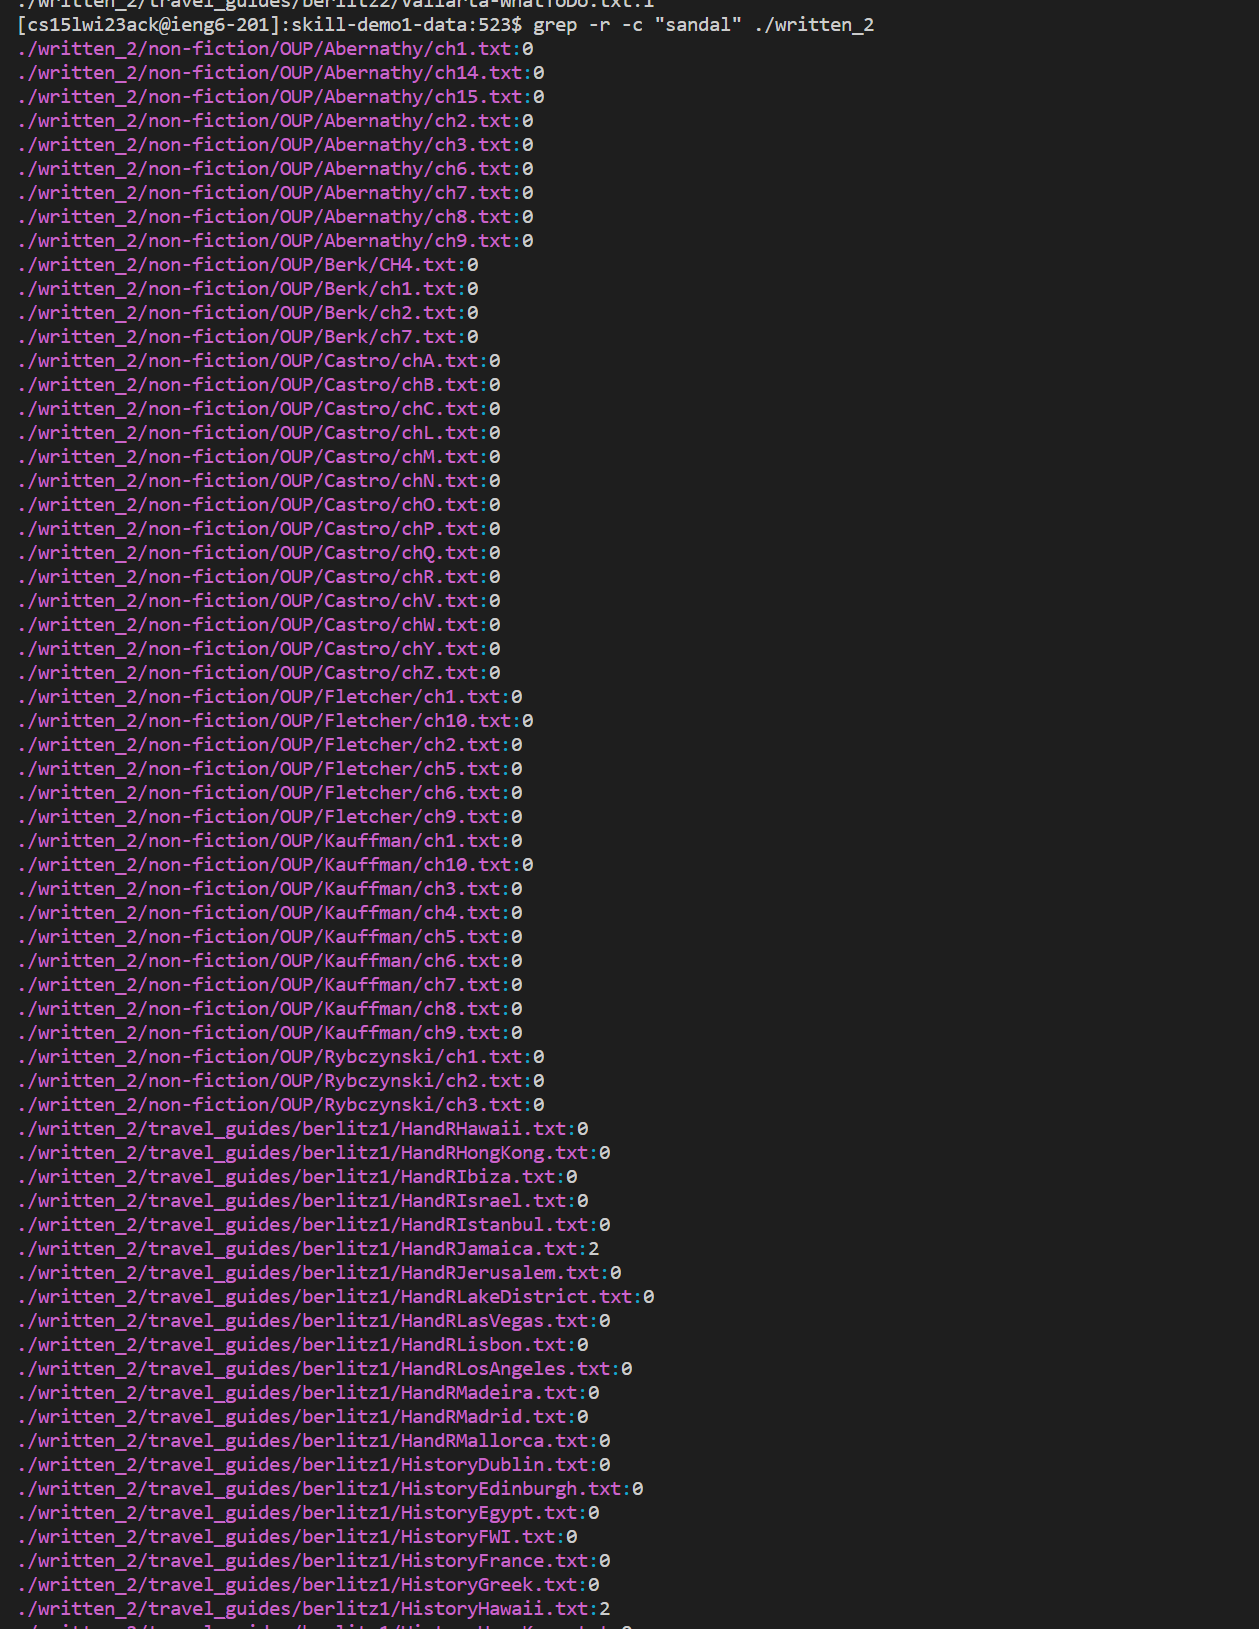 ./written_2/travel_guides/berlitz2/Vallarta-WhatToDo.txt:1
[cs15lwi23ack@ieng6-201]:skill-demo1-data:523$ grep -r -c "sandal" ./written_2
./written_2/non-fiction/OUP/Abernathy/ch1.txt:0
./written_2/non-fiction/OUP/Abernathy/ch14.txt:0
./written_2/non-fiction/OUP/Abernathy/ch15.txt:0
./written_2/non-fiction/OUP/Abernathy/ch2.txt:0
./written_2/non-fiction/OUP/Abernathy/ch3.txt:0
./written_2/non-fiction/OUP/Abernathy/ch6.txt:0
./written_2/non-fiction/OUP/Abernathy/ch7.txt:0
./written_2/non-fiction/OUP/Abernathy/ch8.txt:0
./written_2/non-fiction/OUP/Abernathy/ch9.txt:0
./written_2/non-fiction/OUP/Berk/CH4.txt:0
./written_2/non-fiction/OUP/Berk/ch1.txt:0
./written_2/non-fiction/OUP/Berk/ch2.txt:0
./written_2/non-fiction/OUP/Berk/ch7.txt:0
./written_2/non-fiction/OUP/Castro/chA.txt:0
./written_2/non-fiction/OUP/Castro/chB.txt:0
./written_2/non-fiction/OUP/Castro/chC.txt:0
./written_2/non-fiction/OUP/Castro/chL.txt:0
./written_2/non-fiction/OUP/Castro/chM.txt:0
./written_2/non-fiction/OUP/Castro/chN.txt:0
./written_2/non-fiction/OUP/Castro/chO.txt:0
./written_2/non-fiction/OUP/Castro/chP.txt:0
./written_2/non-fiction/OUP/Castro/chQ.txt:0
./written_2/non-fiction/OUP/Castro/chR.txt:0
./written_2/non-fiction/OUP/Castro/chV.txt:0
./written_2/non-fiction/OUP/Castro/chW.txt:0
./written_2/non-fiction/OUP/Castro/chY.txt:0
./written_2/non-fiction/OUP/Castro/chZ.txt:0
./written_2/non-fiction/OUP/Fletcher/ch1.txt:0
./written_2/non-fiction/OUP/Fletcher/ch10.txt:0
./written_2/non-fiction/OUP/Fletcher/ch2.txt:0
./written_2/non-fiction/OUP/Fletcher/ch5.txt:0
./written_2/non-fiction/OUP/Fletcher/ch6.txt:0
./written_2/non-fiction/OUP/Fletcher/ch9.txt:0
./written_2/non-fiction/OUP/Kauffman/ch1.txt:0
./written_2/non-fiction/OUP/Kauffman/ch10.txt:0
./written_2/non-fiction/OUP/Kauffman/ch3.txt:0
./written_2/non-fiction/OUP/Kauffman/ch4.txt:0
./written_2/non-fiction/OUP/Kauffman/ch5.txt:0
./written_2/non-fiction/OUP/Kauffman/ch6.txt:0
./written_2/non-fiction/OUP/Kauffman/ch7.txt:0
./written_2/non-fiction/OUP/Kauffman/ch8.txt:0
./written_2/non-fiction/OUP/Kauffman/ch9.txt:0
./written_2/non-fiction/OUP/Rybczynski/ch1.txt:0
./written_2/non-fiction/OUP/Rybczynski/ch2.txt:0
./written_2/non-fiction/OUP/Rybczynski/ch3.txt:0
./written_2/travel_guides/berlitz1/HandRHawaii.txt:0
./written_2/travel_guides/berlitz1/HandRHongKong.txt:0
./written_2/travel_guides/berlitz1/HandRIbiza.txt:0
./written_2/travel_guides/berlitz1/HandRIsrael.txt:0
./written_2/travel_guides/berlitz1/HandRIstanbul.txt:0
./written_2/travel_guides/berlitz1/HandRJamaica.txt:2
./written_2/travel_guides/berlitz1/HandRJerusalem.txt:0
./written_2/travel_guides/berlitz1/HandRLakeDistrict.txt:0
./written_2/travel_guides/berlitz1/HandRLasVegas.txt:0
./written_2/travel_guides/berlitz1/HandRLisbon.txt:0
./written_2/travel_guides/berlitz1/HandRLosAngeles.txt:0
./written_2/travel_guides/berlitz1/HandRMadeira.txt:0
./written_2/travel_guides/berlitz1/HandRMadrid.txt:0
./written_2/travel_guides/berlitz1/HandRMallorca.txt:0
./written_2/travel_guides/berlitz1/HistoryDublin.txt:0
./written_2/travel_guides/berlitz1/HistoryEdinburgh.txt:0
./written_2/travel_guides/berlitz1/HistoryEgypt.txt:0
./written_2/travel_guides/berlitz1/HistoryFWI.txt:0
./written_2/travel_guides/berlitz1/HistoryFrance.txt:0
./written_2/travel_guides/berlitz1/HistoryGreek.txt:0
./written_2/travel_guides/berlitz1/HistoryHawaii.txt:2